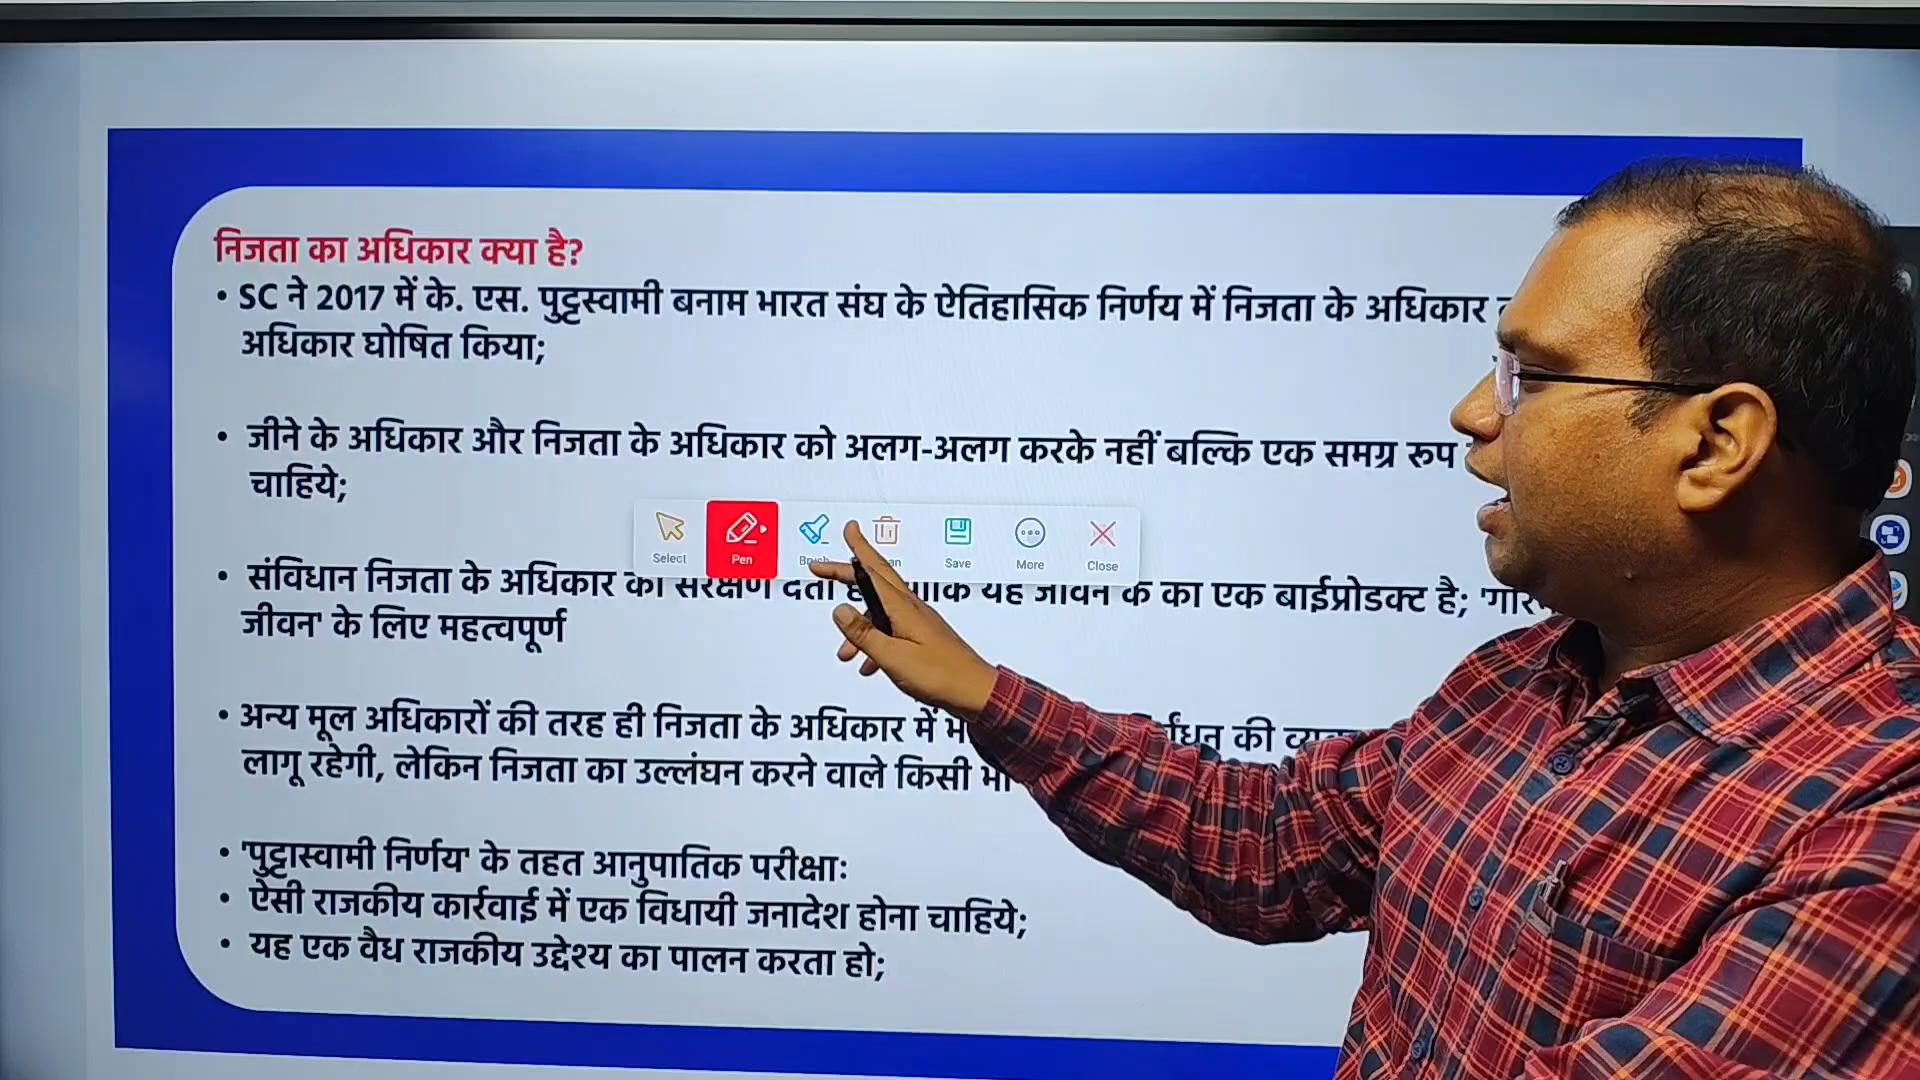 निजता का अधिकार क्या है?
• SC ने 2017 में के. एस. पुट्टस्वामी बनाम भारत संघ के ऐतिहासिक निर्णय में निजता के अधिकार
अधिकार घोषित किया;
• जीने के अधिकार और निजता के अधिकार को अलग-अलग करके नहीं बल्कि एक समग्र रूप
चाहिये;
Select Pen Save More Close
• संविधान निजता के अधिकार को संरक्षण देता यह जीवन के का एक बाईप्रोडक्ट है;
जीवन' के लिए महत्वपूर्ण
• अन्य मूल अधिकारों की तरह ही निजता के अधिकार में की
लागू रहेगी, लेकिन निजता का उल्लंघन करने वाले किसी
• 'पुट्टास्वामी निर्णय' के तहत आनुपातिक परीक्षाः
• ऐसी राजकीय कार्रवाई में एक विधायी जनादेश होना चाहिये;
• यह एक वैध राजकीय उद्देश्य का पालन करता हो;